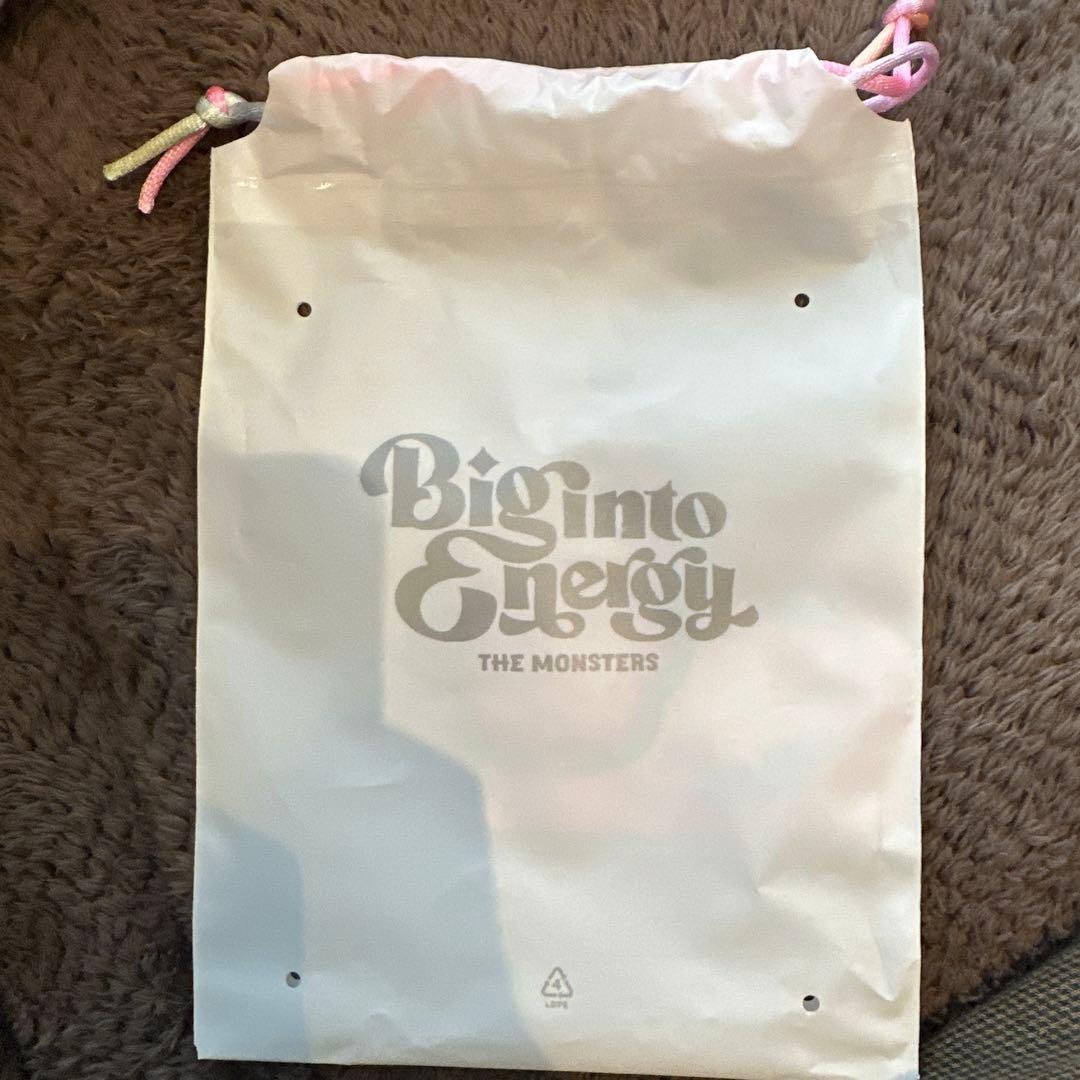 Big into
Energy
THE MONSTERS
4
LDPE